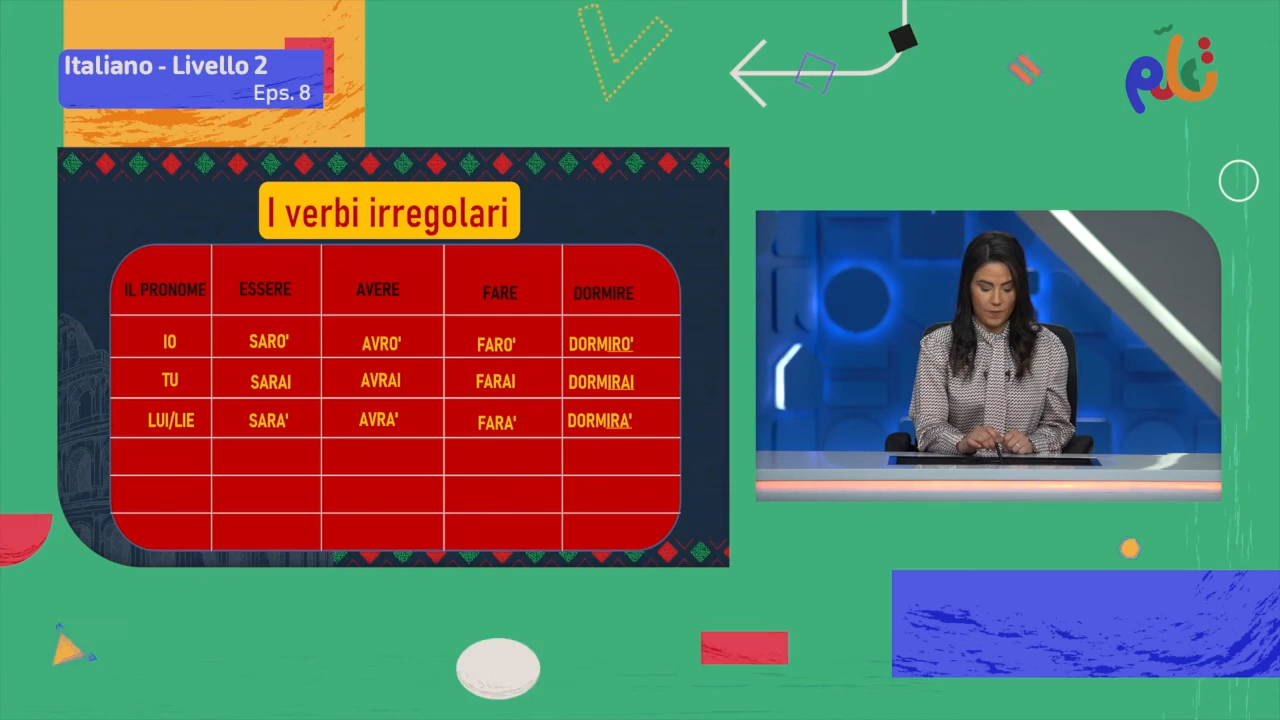 Italiano - Livello 2
Eps. 8
تكلم
I verbi irregolari
IL PRONOME ESSERE AVERE FARE DORMIRE
IO SARO' AVRO' FARO' DORMIRO'
TU SARAI AVRAI FARAI DORMIRAI
LUI/LIE SARA' AVRA' FARA' DORMIRA'